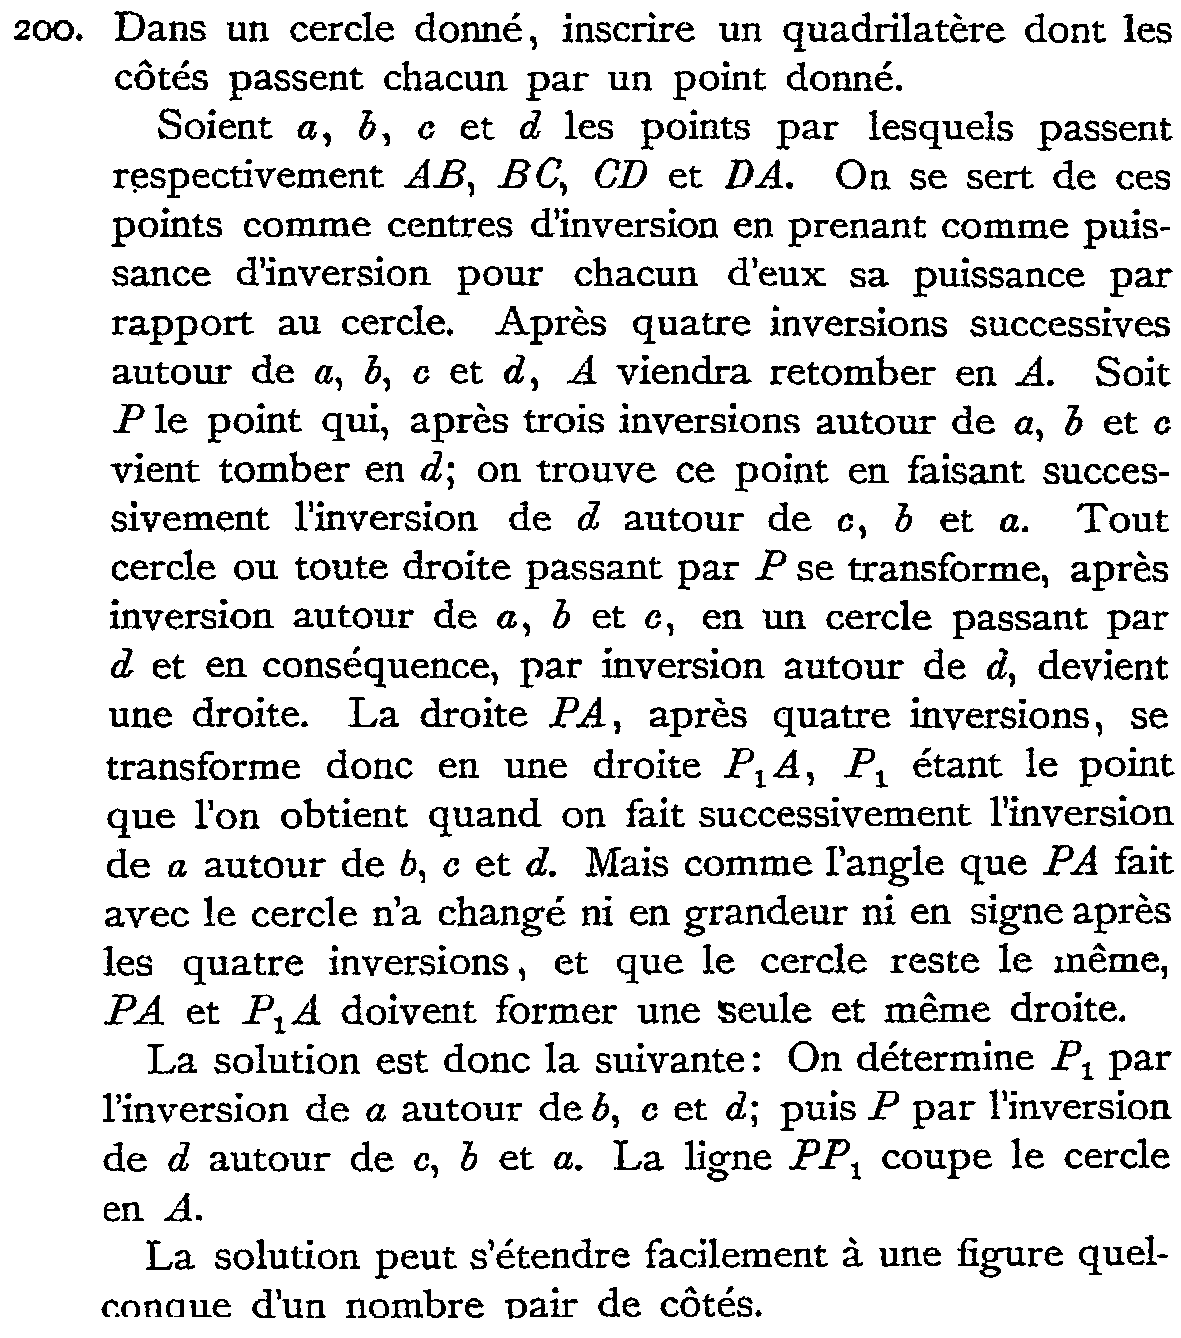 200. Dans un cercle donné, inscrire un quadrilatère dont les
côtés passent chacun par un point donné.
Soient a, b, c et d les points par lesquels passent
respectivement AB, BC, CD et DA. On se sert de ces
points comme centres d'inversion en prenant comme puis-
sance d'inversion pour chacun d'eux sa puissance par
rapport au cercle. Après quatre inversions successives
autour de a, b, c et d, A viendra retomber en A. Soit
P le point qui, après trois inversions autour de a, b et c
vient tomber en d; on trouve ce point en faisant succes-
sivement l'inversion de d autour de c, b et a. Tout
cercle ou toute droite passant par P se transforme, après
inversion autour de a, b et c, en un cercle passant par
d et en conséquence, par inversion autour de d, devient
une droite. La droite PA, après quatre inversions, se
transforme donc en une droite P₁A, P₁ étant le point
que l'on obtient quand on fait successivement l'inversion
de a autour de b, c et d. Mais comme l'angle que PA fait
avec le cercle n'a changé ni en grandeur ni en signe après
les quatre inversions, et que le cercle reste le même,
PA et P₁A doivent former une seule et même droite.
La solution est donc la suivante: On détermine P₁ par
l'inversion de a autour de b, c et d; puis P par l'inversion
de d autour de c, b et a. La ligne PP₁ coupe le cercle
en A.
La solution peut s'étendre facilement à une figure quel-
conque d'un nombre pair de côtés.